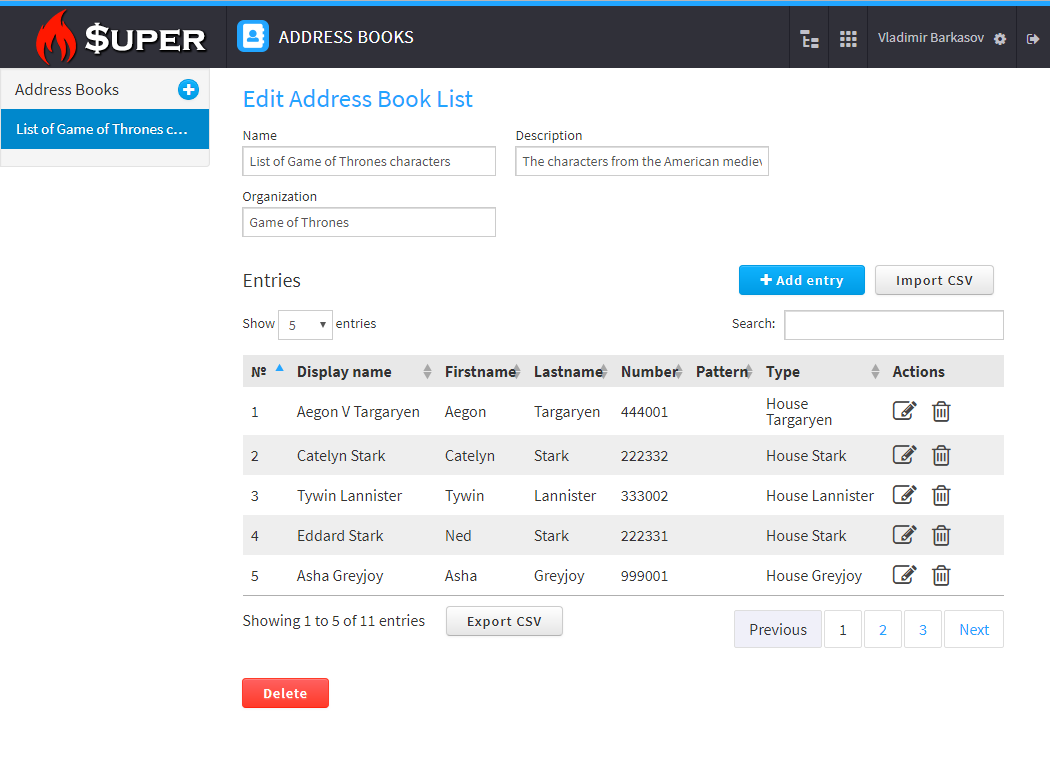 $UPER
ADDRESS BOOKS
Vladimir Barkasov
Address Books
List of Game of Thrones c...
Edit Address Book List
Name Description
List of Game of Thrones characters The characters from the American mediev
Organization
Game of Thrones
Entries Add entry Import CSV
Show 5 entries Search:
Nº Display name Firstname Lastname Number Pattern Type Actions
1 Aegon V Targaryen Aegon Targaryen 444001 House
Targaryen
2 Catelyn Stark Catelyn Stark 222332 House Stark
3 Tywin Lannister Tywin Lannister 333002 House Lannister
4 Eddard Stark Ned Stark 222331 House Stark
5 Asha Greyjoy Asha Greyjoy 999001 House Greyjoy
Showing 1 to 5 of 11 entries Export CSV Previous 1 2 3 Next
Delete